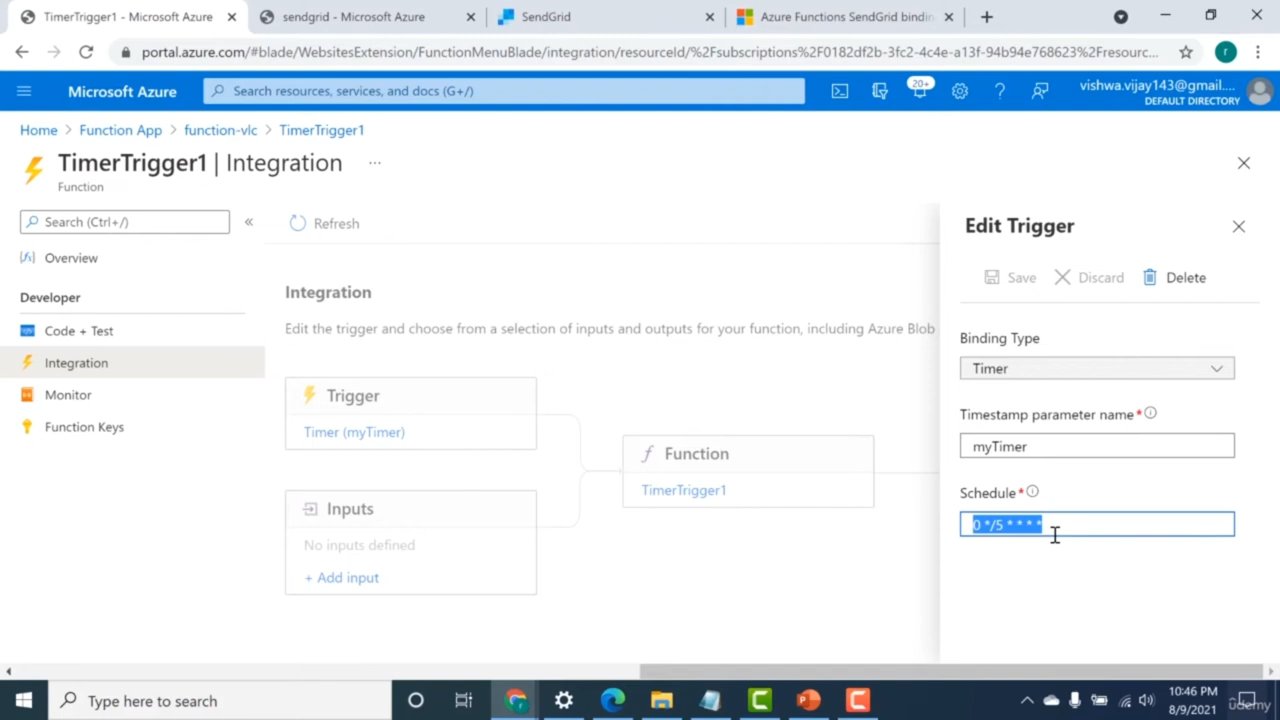 TimerTrigger1 - Microsoft Azure
sendgrid - Microsoft Azure
SendGrid
Azure Functions SendGrid bindin
portal.azure.com/#blade/WebsitesExtension/FunctionMenuBlade/integration/resourceId/%2Fsubscriptions%2F0182df2b-3fc2-4c4e-a13f-94b94e768623%2Fresourc...
r
Microsoft Azure
Search resources, services, and docs (G+/)
20+
vishwa.vijay143@gmail....
DEFAULT DIRECTORY
Home > Function App > function-vlc > TimerTrigger1
TimerTrigger1 | Integration ...
Function
Search (Ctrl+/)
«
Refresh
Overview
Developer
Code + Test
Integration
Monitor
Function Keys
Integration
Edit the trigger and choose from a selection of inputs and outputs for your function, including Azure Blob
Trigger
Timer (myTimer)
Inputs
No inputs defined
+ Add input
Function
TimerTrigger1
Edit Trigger
Save
Discard
Delete
Binding Type
Timer
Timestamp parameter name *
myTimer
Schedule *
0 */5 * * * *
Type here to search
10:46 PM
8/9/2021
udemy